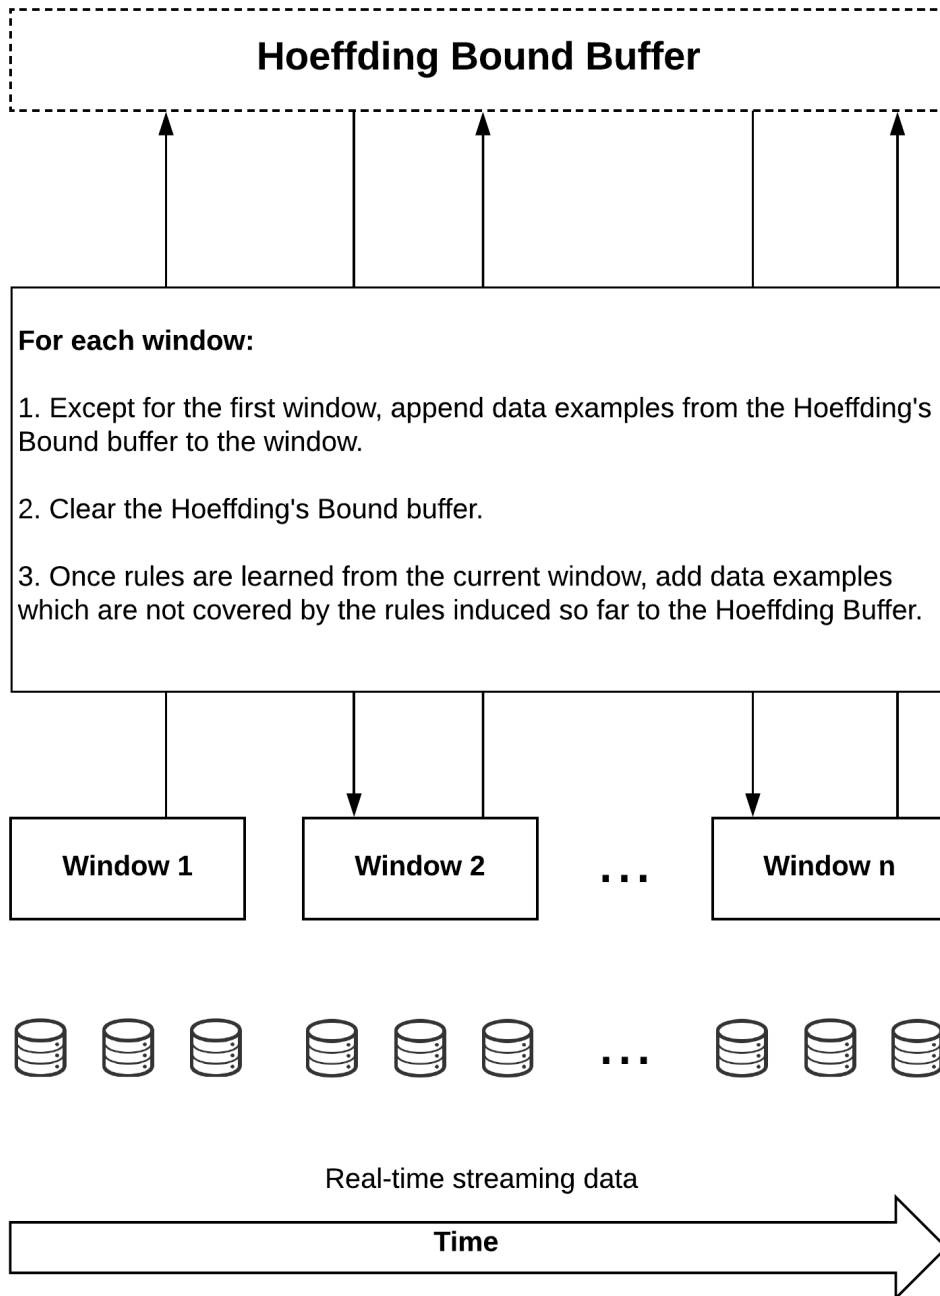 Hoeffding Bound Buffer
For each window:
1. Except for the first window, append data examples from the Hoeffding's
Bound buffer to the window.
2. Clear the Hoeffding's Bound buffer.
3. Once rules are learned from the current window, add data examples
which are not covered by the rules induced so far to the Hoeffding Buffer.
Window 1 Window 2 ... Window n
...
Real-time streaming data
Time